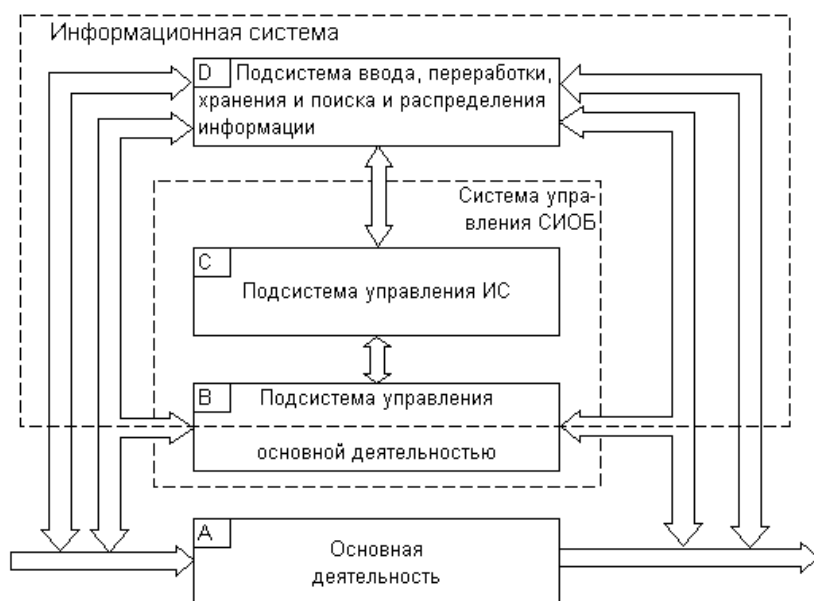 Информационная система
D Подсистема ввода, переработки,
хранения и поиска и распределения
информации
Система упра-
вления СИОБ
C
Подсистема управления ИС
B Подсистема управления
основной деятельностью
A
Основная
деятельность